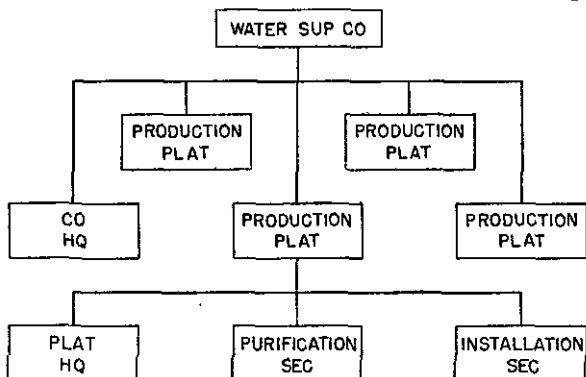 WATER SUP CO
PRODUCTION
PLAT
PRODUCTION
PLAT
CO
HQ
PRODUCTION
PLAT
PRODUCTION
PLAT
PLAT
HQ
PURIFICATION
SEC
INSTALLATION
SEC